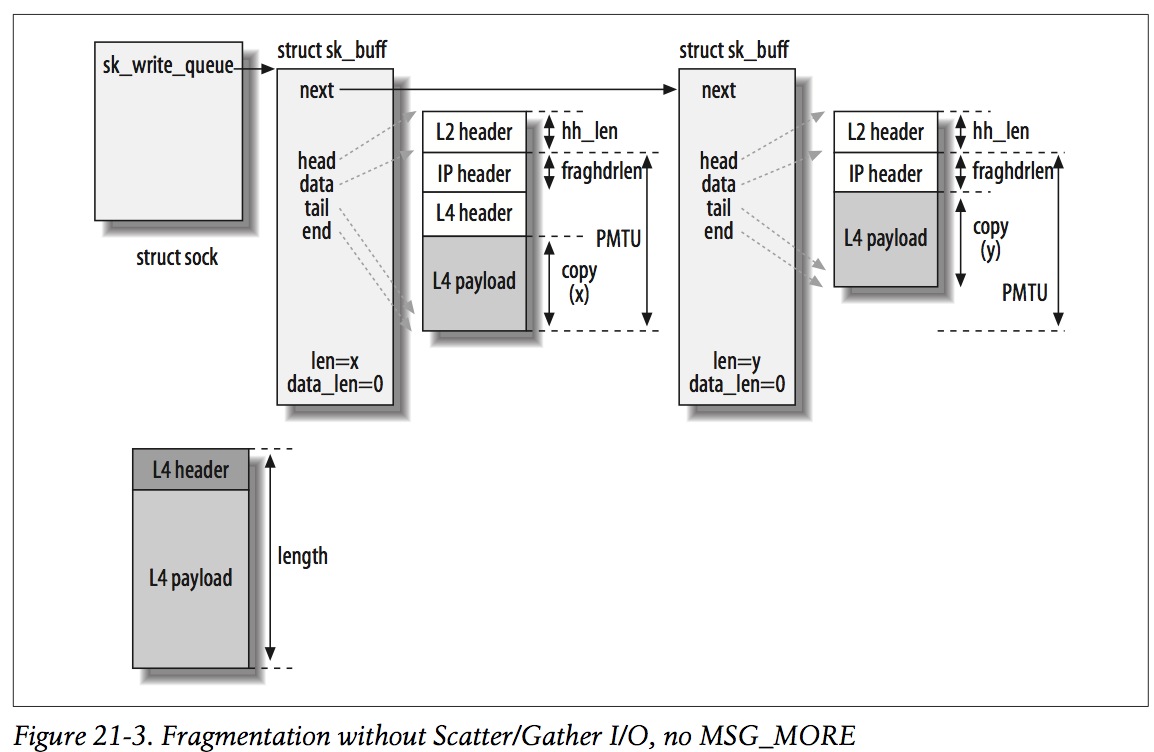 struct sk_buff
struct sk_buff
sk_write_queue
next
next
L2 header
hh_len
L2 header
hh_len
head
data
tail
end
IP header
fraghdrlen
head
data
tail
end
IP header
fraghdrlen
L4 header
PMTU
L4 payload
copy
(y)
struct sock
L4 payload
copy
(x)
PMTU
len=x
data_len=0
len=y
data_len=0
L4 header
length
L4 payload
Figure 21-3. Fragmentation without Scatter/Gather I/O, no MSG_MORE